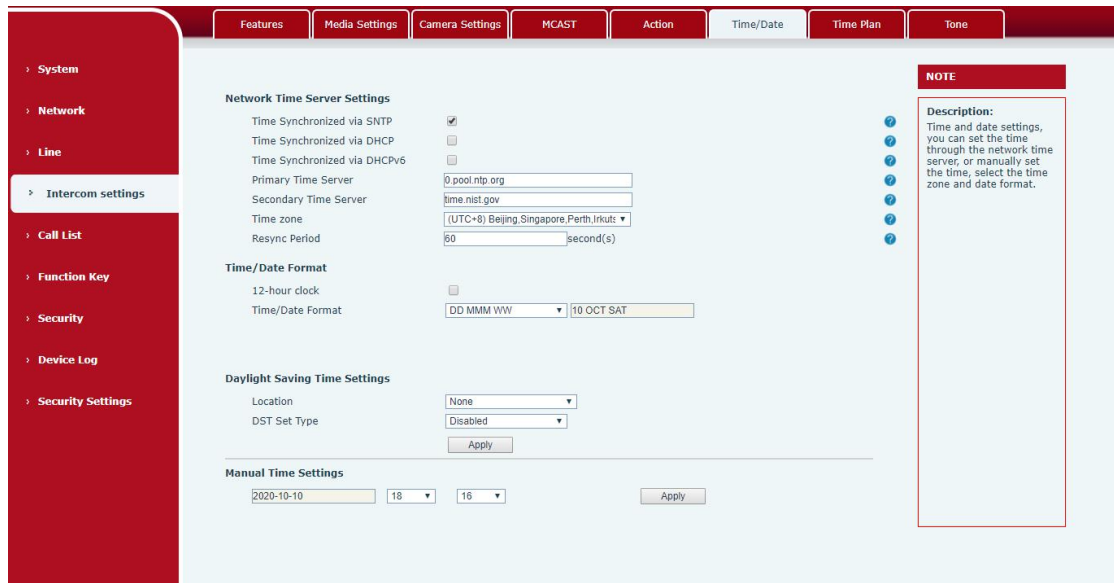 Features
Media Settings
Camera Settings
MCAST
Action
Time/Date
Time Plan
Tone
› System
› Network
› Line
› Intercom settings
› Call List
› Function Key
› Security
› Device Log
› Security Settings
Network Time Server Settings
Time Synchronized via SNTP
Time Synchronized via DHCP
Time Synchronized via DHCPv6
Primary Time Server 0.pool.ntp.org
Secondary Time Server time.nist.gov
Time zone (UTC+8) Beijing,Singapore,Perth,Irkuts
Resync Period 60 second(s)
Time/Date Format
12-hour clock
Time/Date Format DD MMM WW 10 OCT SAT
Daylight Saving Time Settings
Location None
DST Set Type Disabled
Apply
Manual Time Settings
2020-10-10 18 16 Apply
NOTE
Description:
Time and date settings,
you can set the time
through the network time
server, or manually set
the time, select the time
zone and date format.